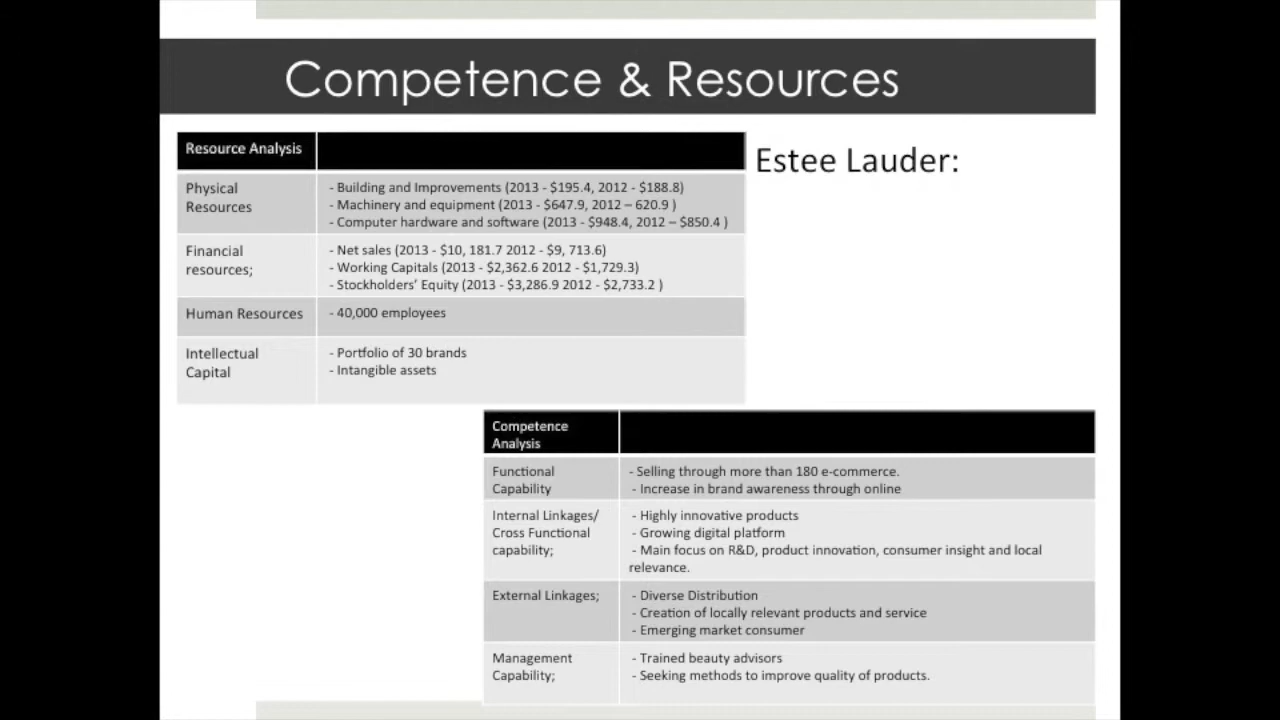 Competence & Resources
Estee Lauder:
Resource Analysis
Physical
Resources
- Building and Improvements (2013 - $195.4, 2012 - $188.8)
- Machinery and equipment (2013 - $647.9, 2012 – 620.9 )
- Computer hardware and software (2013 - $948.4, 2012 – $850.4 )
Financial
resources;
- Net sales (2013 - $10, 181.7 2012 - $9, 713.6)
- Working Capitals (2013 - $2,362.6 2012 - $1,729.3)
- Stockholders’ Equity (2013 - $3,286.9 2012 - $2,733.2 )
Human Resources
- 40,000 employees
Intellectual
Capital
- Portfolio of 30 brands
- Intangible assets
Competence
Analysis
Functional
Capability
- Selling through more than 180 e-commerce.
- Increase in brand awareness through online
Internal Linkages/
Cross Functional
capability;
- Highly innovative products
- Growing digital platform
- Main focus on R&D, product innovation, consumer insight and local
relevance.
External Linkages;
- Diverse Distribution
- Creation of locally relevant products and service
- Emerging market consumer
Management
Capability;
- Trained beauty advisors
- Seeking methods to improve quality of products.